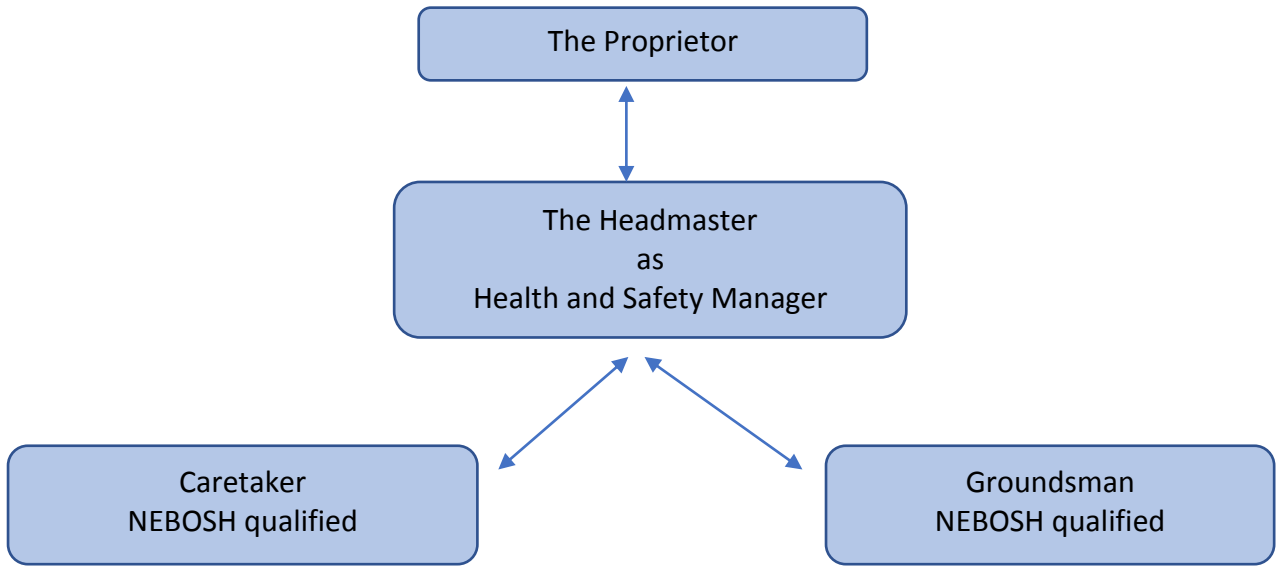 The Proprietor
The Headmaster
as
Health and Safety Manager
Caretaker
NEBOSH qualified
Groundsman
NEBOSH qualified